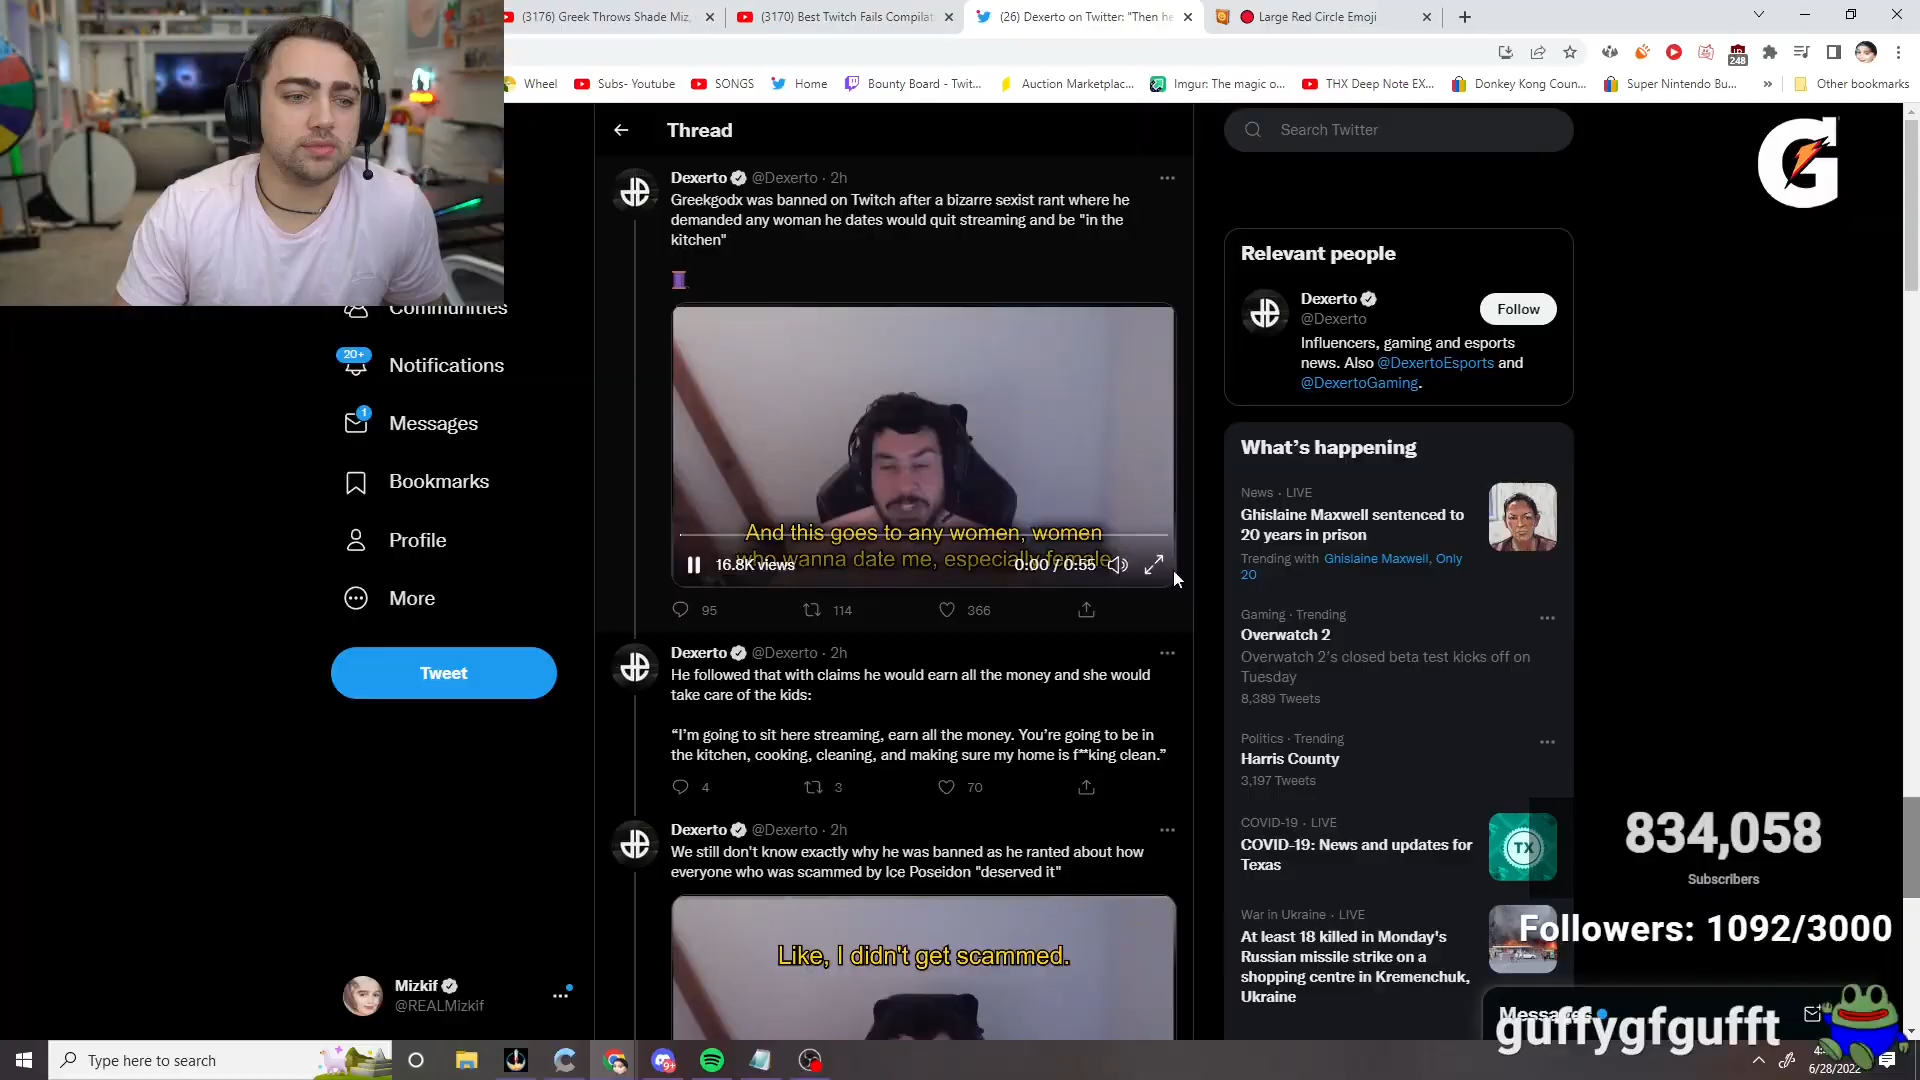 (3176) Greek Throws Shade Miz
(3170) Best Twitch Fails Compilat
(26) Dexerto on Twitter: "Then he
Large Red Circle Emoji
248
Wheel
Subs- Youtube
SONGS
Home
Bounty Board - Twit...
Auction Marketplac...
Imgur: The magic o...
THX Deep Note EX...
Donkey Kong Coun...
Super Nintendo Bu...
»
Other bookmarks
Communities
20+
Notifications
1
Messages
Bookmarks
Profile
More
Tweet
Mizkif
@REALMizkif
Thread
Dexerto @Dexerto · 2h
Greekgodx was banned on Twitch after a bizarre sexist rant where he
demanded any woman he dates would quit streaming and be "in the
kitchen"
And this goes to any women, women
who wanna date me, especially female
16.8K views
0:00 / 0:55
95
114
366
Dexerto @Dexerto · 2h
He followed that with claims he would earn all the money and she would
take care of the kids:
“I’m going to sit here streaming, earn all the money. You’re going to be in
the kitchen, cooking, cleaning, and making sure my home is f**king clean.”
4
3
70
Dexerto @Dexerto · 2h
We still don't know exactly why he was banned as he ranted about how
everyone who was scammed by Ice Poseidon "deserved it"
Like, I didn't get scammed.
Search Twitter
G
Relevant people
Dexerto
@Dexerto
Follow
Influencers, gaming and esports
news. Also @DexertoEsports and
@DexertoGaming.
What’s happening
News · LIVE
Ghislaine Maxwell sentenced to
20 years in prison
Trending with Ghislaine Maxwell, Only
20
Gaming · Trending
Overwatch 2
Overwatch 2’s closed beta test kicks off on
Tuesday
8,389 Tweets
Politics · Trending
Harris County
3,197 Tweets
COVID-19 · LIVE
COVID-19: News and updates for
Texas
TX
War in Ukraine · LIVE
At least 18 killed in Monday's
Russian missile strike on a
shopping centre in Kremenchuk,
Ukraine
834,058
Subscribers
Followers: 1092/3000
Messages
guffygfgufft
Type here to search
9+
6/28/2022